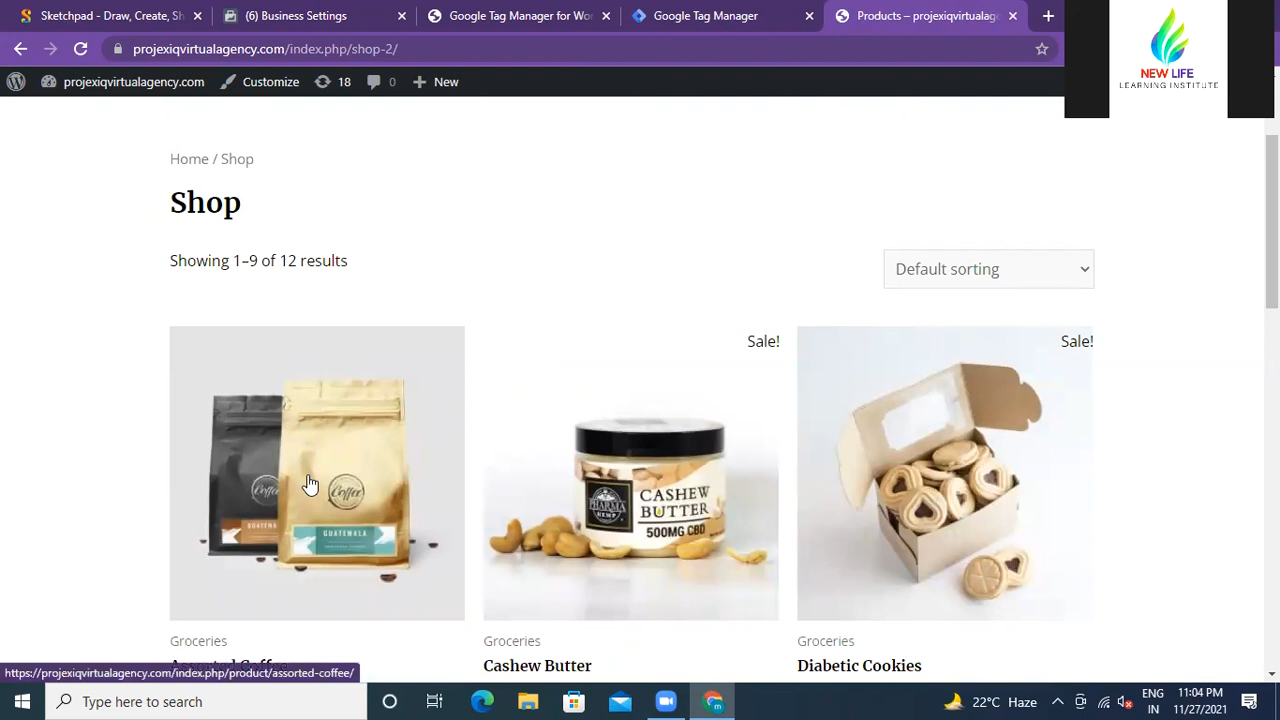 Sketchpad - Draw, Create, Sh
(6) Business Settings
Google Tag Manager for Wo
Google Tag Manager
Products – projexiqvirtualage
projexiqvirtualagency.com/index.php/shop-2/
NEW LIFE
LEARNING INSTITUTE
projexiqvirtualagency.com
Customize
18
0
New
Home / Shop
Shop
Showing 1–9 of 12 results
Default sorting
Sale!
Sale!
Coffee
GUATEMALA
PHARMA
HEMP
CASHEW
BUTTER
500MG CBD
Groceries
Groceries
Groceries
Assorted Coffee
Cashew Butter
Diabetic Cookies
https://projexiqvirtualagency.com/index.php/product/assorted-coffee/
Type here to search
22°C Haze
ENG
IN
11:04 PM
11/27/2021